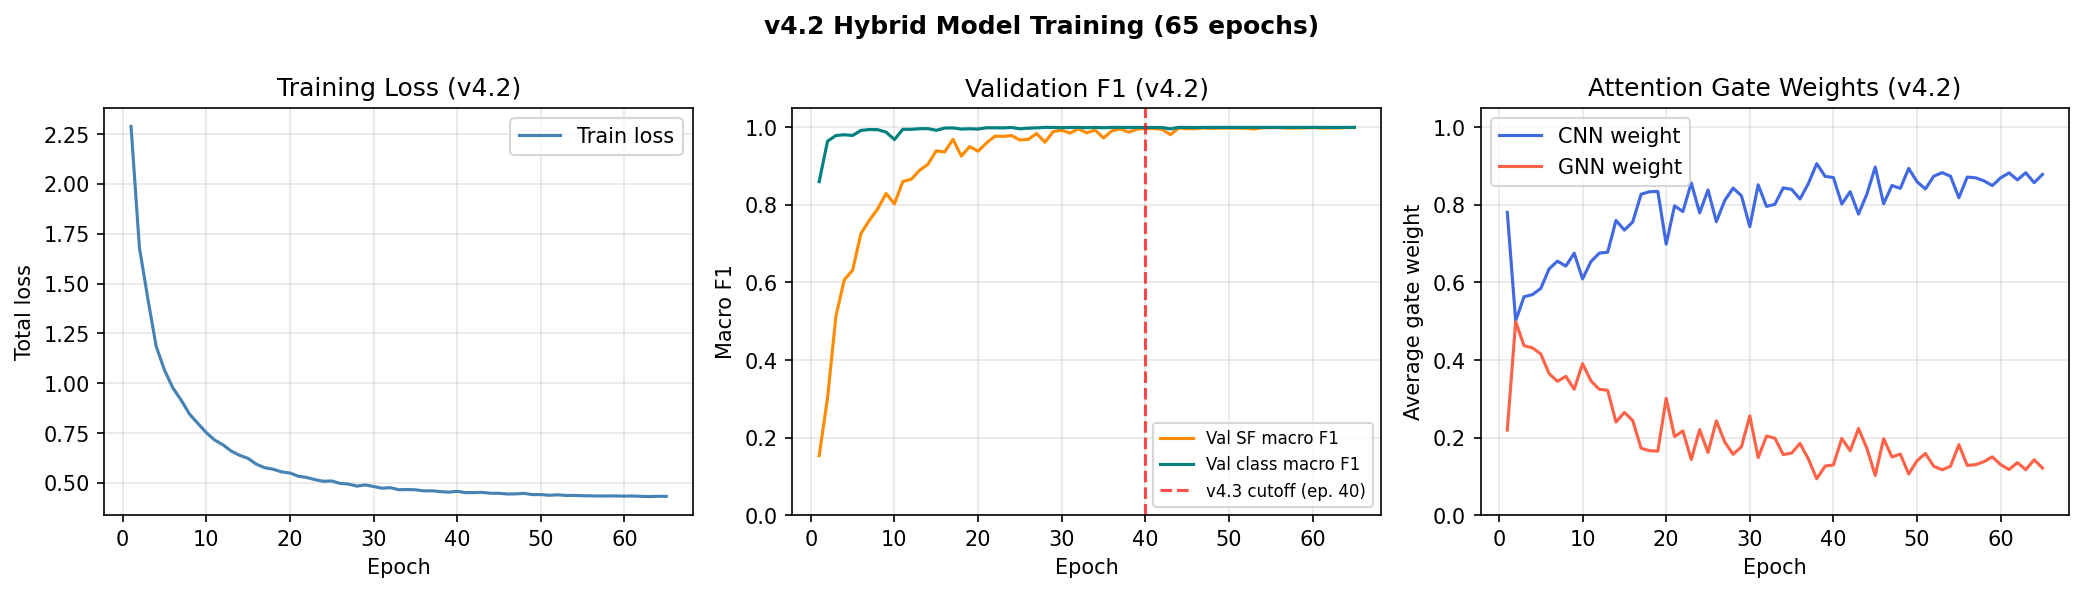 v4.2 Hybrid Model Training (65 epochs)
Training Loss (v4.2)
Total loss
2.25
2.00
1.75
1.50
1.25
1.00
0.75
0.50
Train loss
0 10 20 30 40 50 60
Epoch
Validation F1 (v4.2)
Macro F1
1.0
0.8
0.6
0.4
0.2
0.0
Val SF macro F1
Val class macro F1
v4.3 cutoff (ep. 40)
0 10 20 30 40 50 60
Epoch
Attention Gate Weights (v4.2)
Average gate weight
1.0
0.8
0.6
0.4
0.2
0.0
CNN weight
GNN weight
0 10 20 30 40 50 60
Epoch